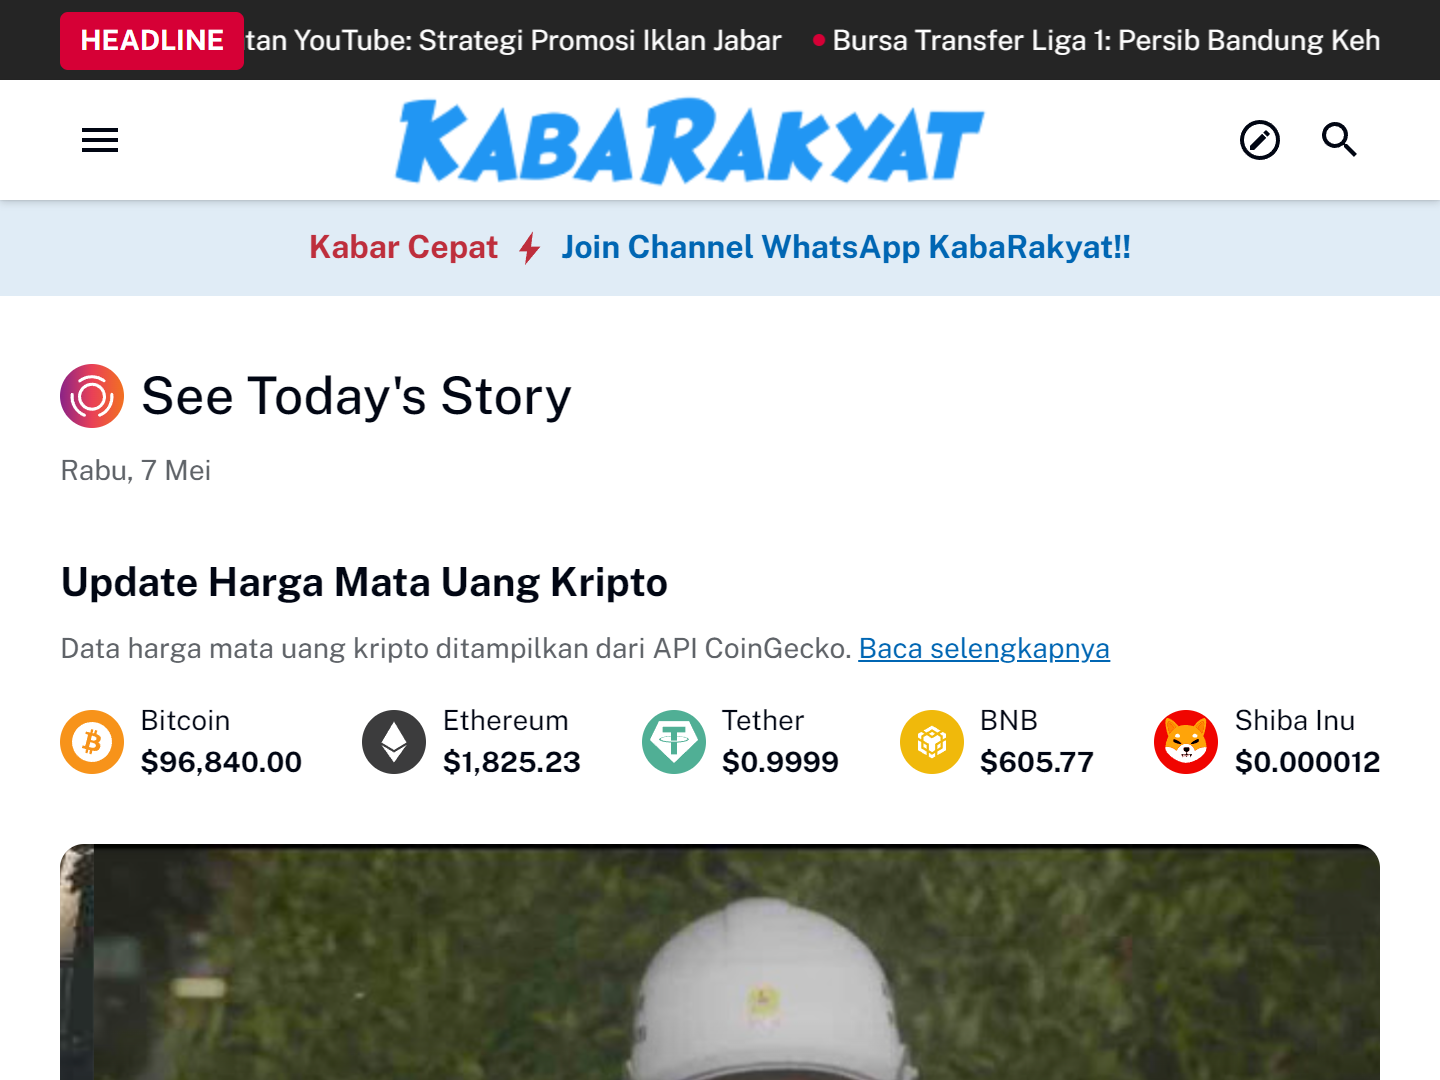 HEADLINE
tan YouTube: Strategi Promosi Iklan Jabar
Bursa Transfer Liga 1: Persib Bandung Keh
KABARAKYAT
Kabar Cepat ⚡ Join Channel WhatsApp KabaRakyat!!
See Today's Story
Rabu, 7 Mei
Update Harga Mata Uang Kripto
Data harga mata uang kripto ditampilkan dari API CoinGecko. Baca selengkapnya
Bitcoin
$96,840.00
Ethereum
$1,825.23
Tether
$0.9999
BNB
$605.77
Shiba Inu
$0.000012